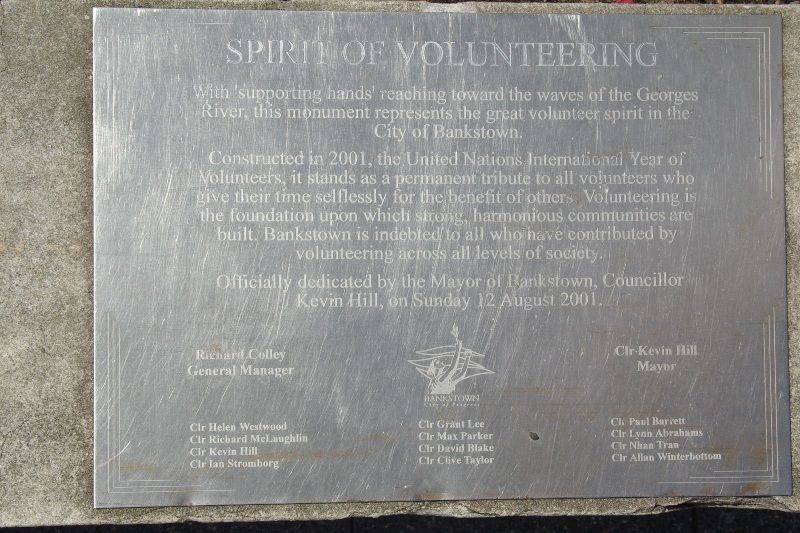 SPIRIT OF VOLUNTEERING
With 'supporting hands' reaching toward the waves of the Georges
River, this monument represents the great volunteer spirit in the
City of Bankstown.
Constructed in 2001, the United Nations International Year of
Volunteers, it stands as a permanent tribute to all volunteers who
give their time selflessly for the benefit of others. Volunteering is
the foundation upon which strong, harmonious communities are
built. Bankstown is indebted to all who have contributed by
volunteering across all levels of society.
Officially dedicated by the Mayor of Bankstown, Councillor
Kevin Hill, on Sunday 12 August 2001.
Richard Colley
General Manager
BANKSTOWN
City of Progress
Clr Kevin Hill
Mayor
Clr Helen Westwood
Clr Richard McLaughlin
Clr Kevin Hill
Clr Ian Stromborg
Clr Grant Lee
Clr Max Parker
Clr David Blake
Clr Clive Taylor
Clr Paul Barrett
Clr Lynn Abrahams
Clr Nhan Tran
Clr Allan Winterbottom